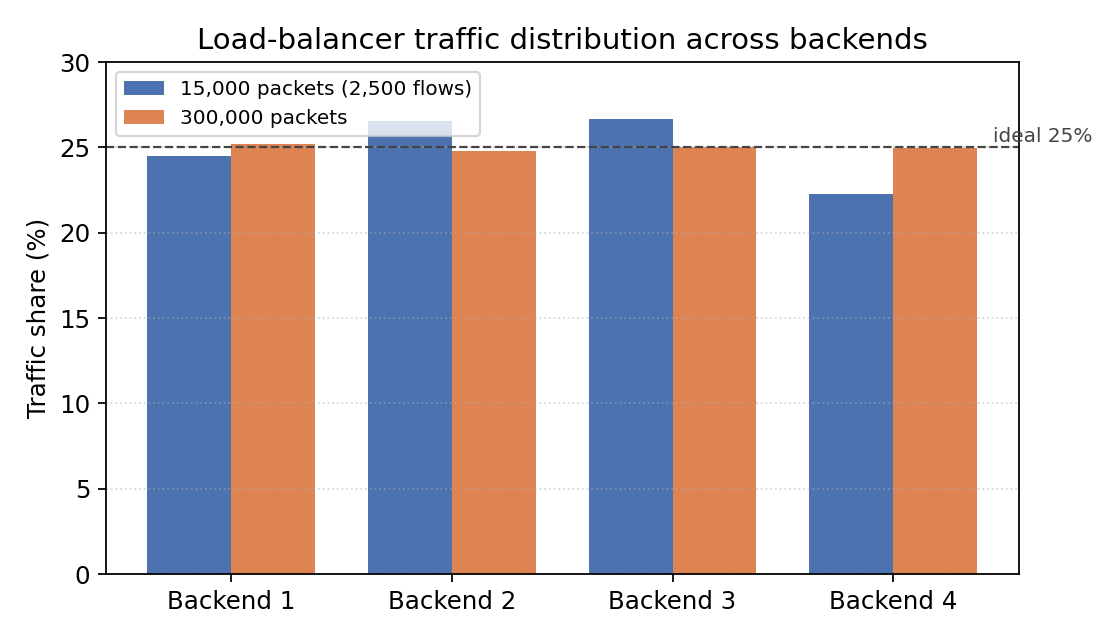 Load-balancer traffic distribution across backends
30
25
20
15
10
5
0
Traffic share (%)
15,000 packets (2,500 flows)
300,000 packets
ideal 25%
Backend 1
Backend 2
Backend 3
Backend 4